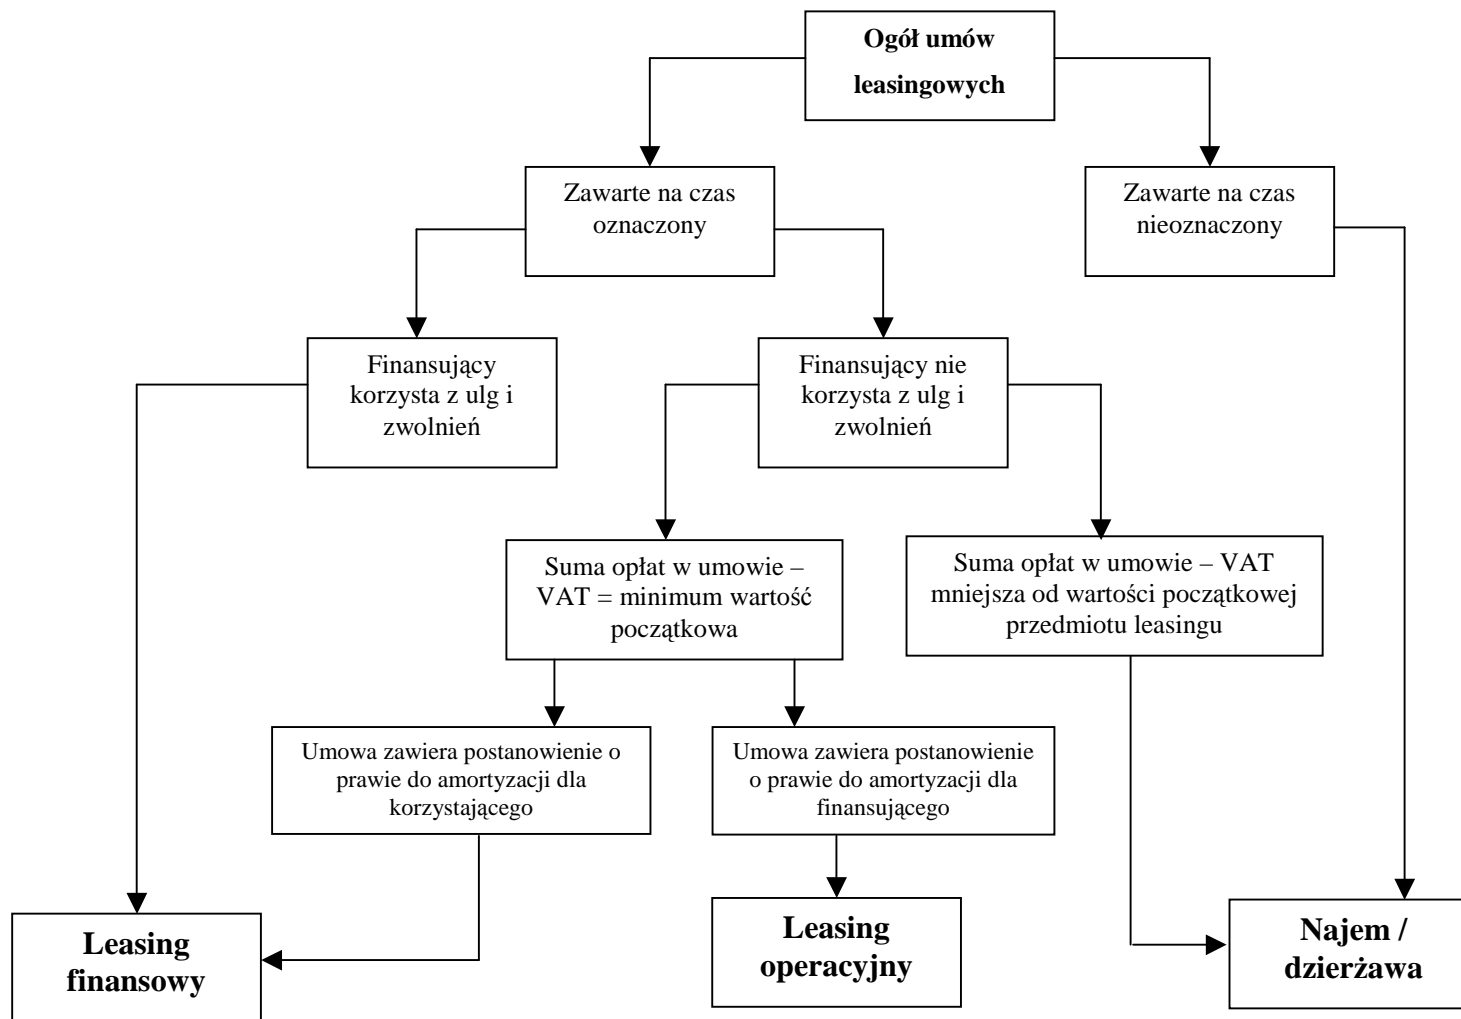 Ogół umów
leasingowych
Zawarte na czas
oznaczony
Zawarte na czas
nieoznaczony
Finansujący
korzysta z ulg i
zwolnień
Finansujący nie
korzysta z ulg i
zwolnień
Suma opłat w umowie –
VAT = minimum wartość
początkowa
Suma opłat w umowie – VAT
mniejsza od wartości początkowej
przedmiotu leasingu
Umowa zawiera postanowienie o
prawie do amortyzacji dla
korzystającego
Umowa zawiera postanowienie
o prawie do amortyzacji dla
finansującego
Leasing
finansowy
Leasing
operacyjny
Najem /
dzierżawa